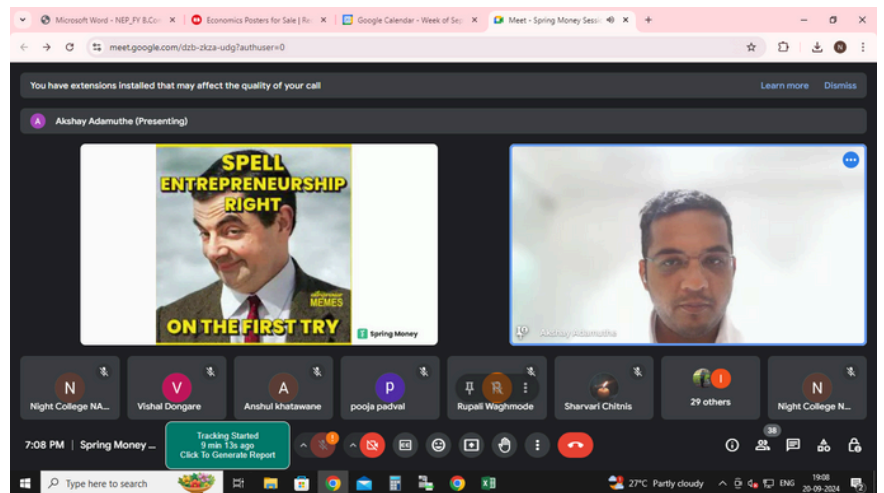 Microsoft Word - NEP_FY B.Co
Economics Posters for Sale | Re
Google Calendar - Week of Sep
Meet - Spring Money Sessi
meet.google.com/dzb-zkza-udg?authuser=0
N
You have extensions installed that may affect the quality of your call
Learn more
Dismiss
A
Akshay Adamuthe (Presenting)
SPELL
ENTREPRENEURSHIP
RIGHT
MEMES
ON THE FIRST TRY
Spring Money
Akshay Adamuthe
N
V
A
p
R
I
N
Night College NA...
Vishal Dongare
Anshul khatawane
pooja padval
Rupali Waghmode
Sharvari Chitnis
29 others
Night College N...
7:08 PM | Spring Money ...
Tracking Started
9 min 13s ago
Click To Generate Report
38
Type here to search
27°C Partly cloudy
ENG
19:08
20-09-2024
2